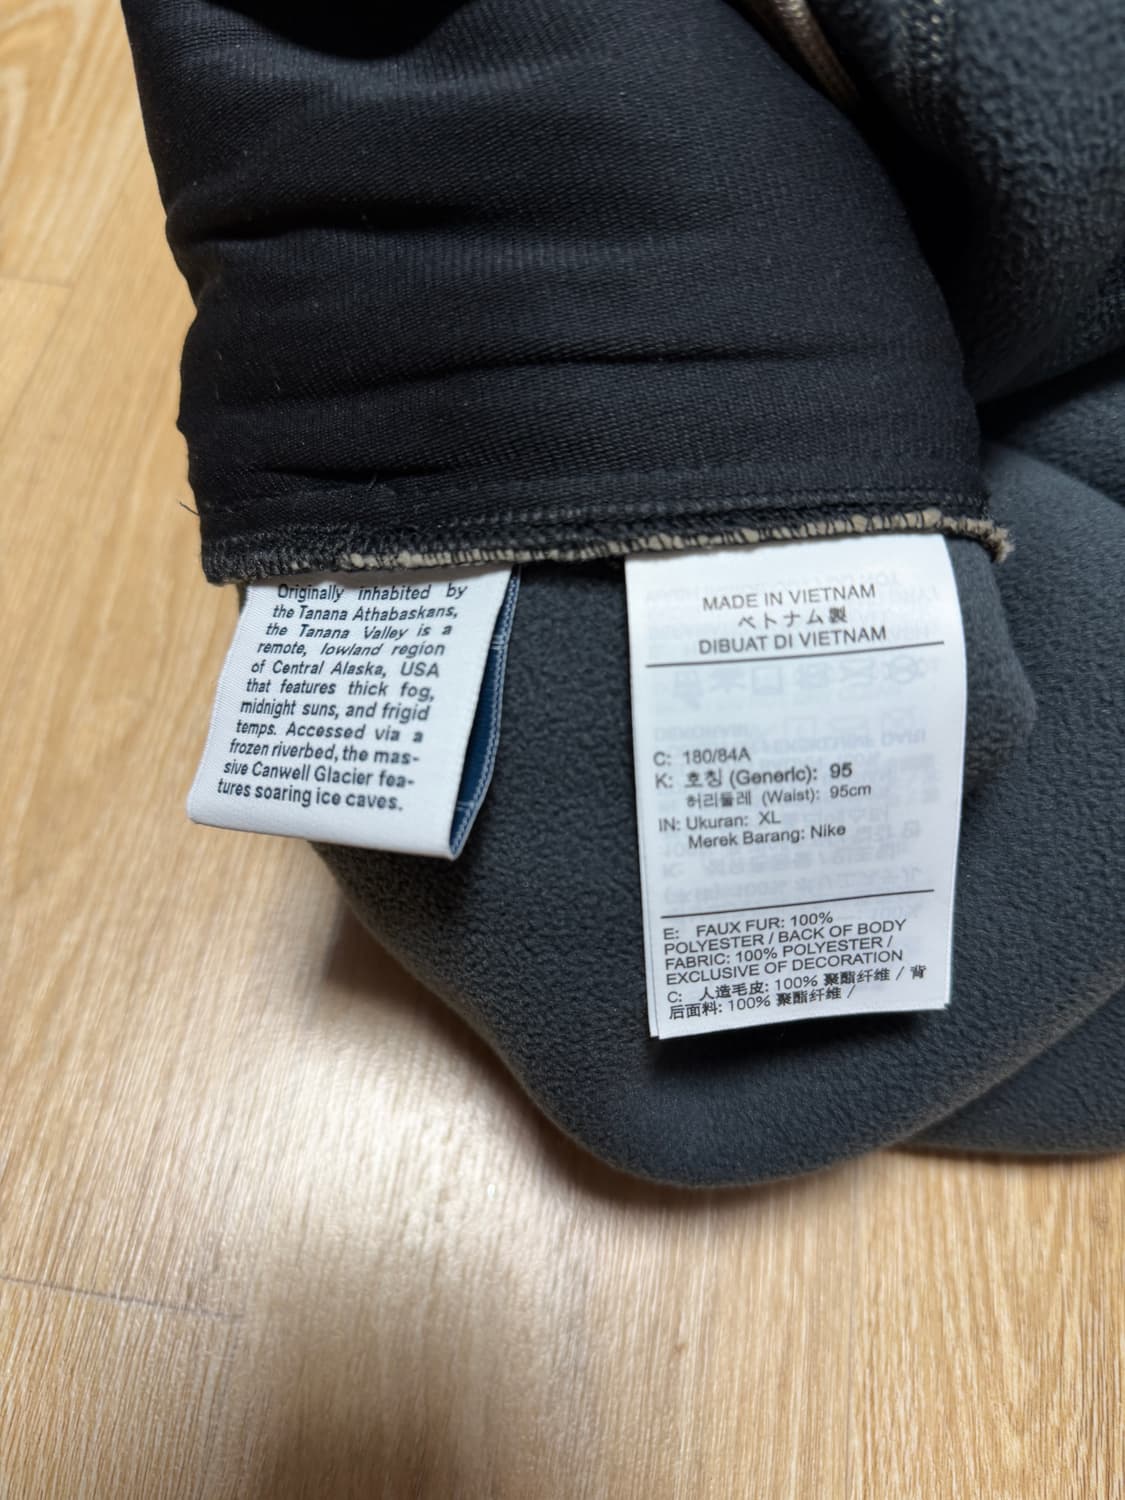 Originally inhabited by
the Tanana Athabaskans,
the Tanana Valley is a
remote, lowland region
of Central Alaska, USA
that features thick fog,
midnight suns, and frigid
temps. Accessed via a
frozen riverbed, the mas-
sive Canwell Glacier fea-
tures soaring ice caves.
MADE IN VIETNAM
ベトナム製
DIBUAT DI VIETNAM
C: 180/84A
K: 호칭 (Generic): 95
허리둘레 (Waist): 95cm
IN: Ukuran: XL
Merek Barang: Nike
E: FAUX FUR: 100%
POLYESTER / BACK OF BODY
FABRIC: 100% POLYESTER /
EXCLUSIVE OF DECORATION
C: 人造毛皮: 100% 聚酯纤维 / 背
后面料: 100% 聚酯纤维 /